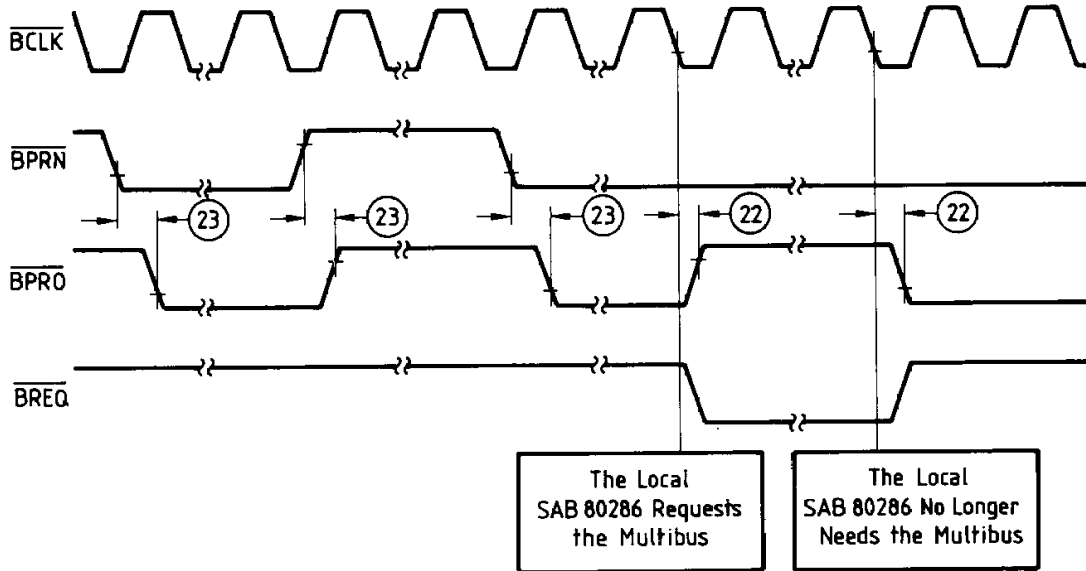 BCLK
BPRN
23 23 23 22 22
BPRO
BREQ
The Local
SAB 80286 Requests
the Multibus
The Local
SAB 80286 No Longer
Needs the Multibus